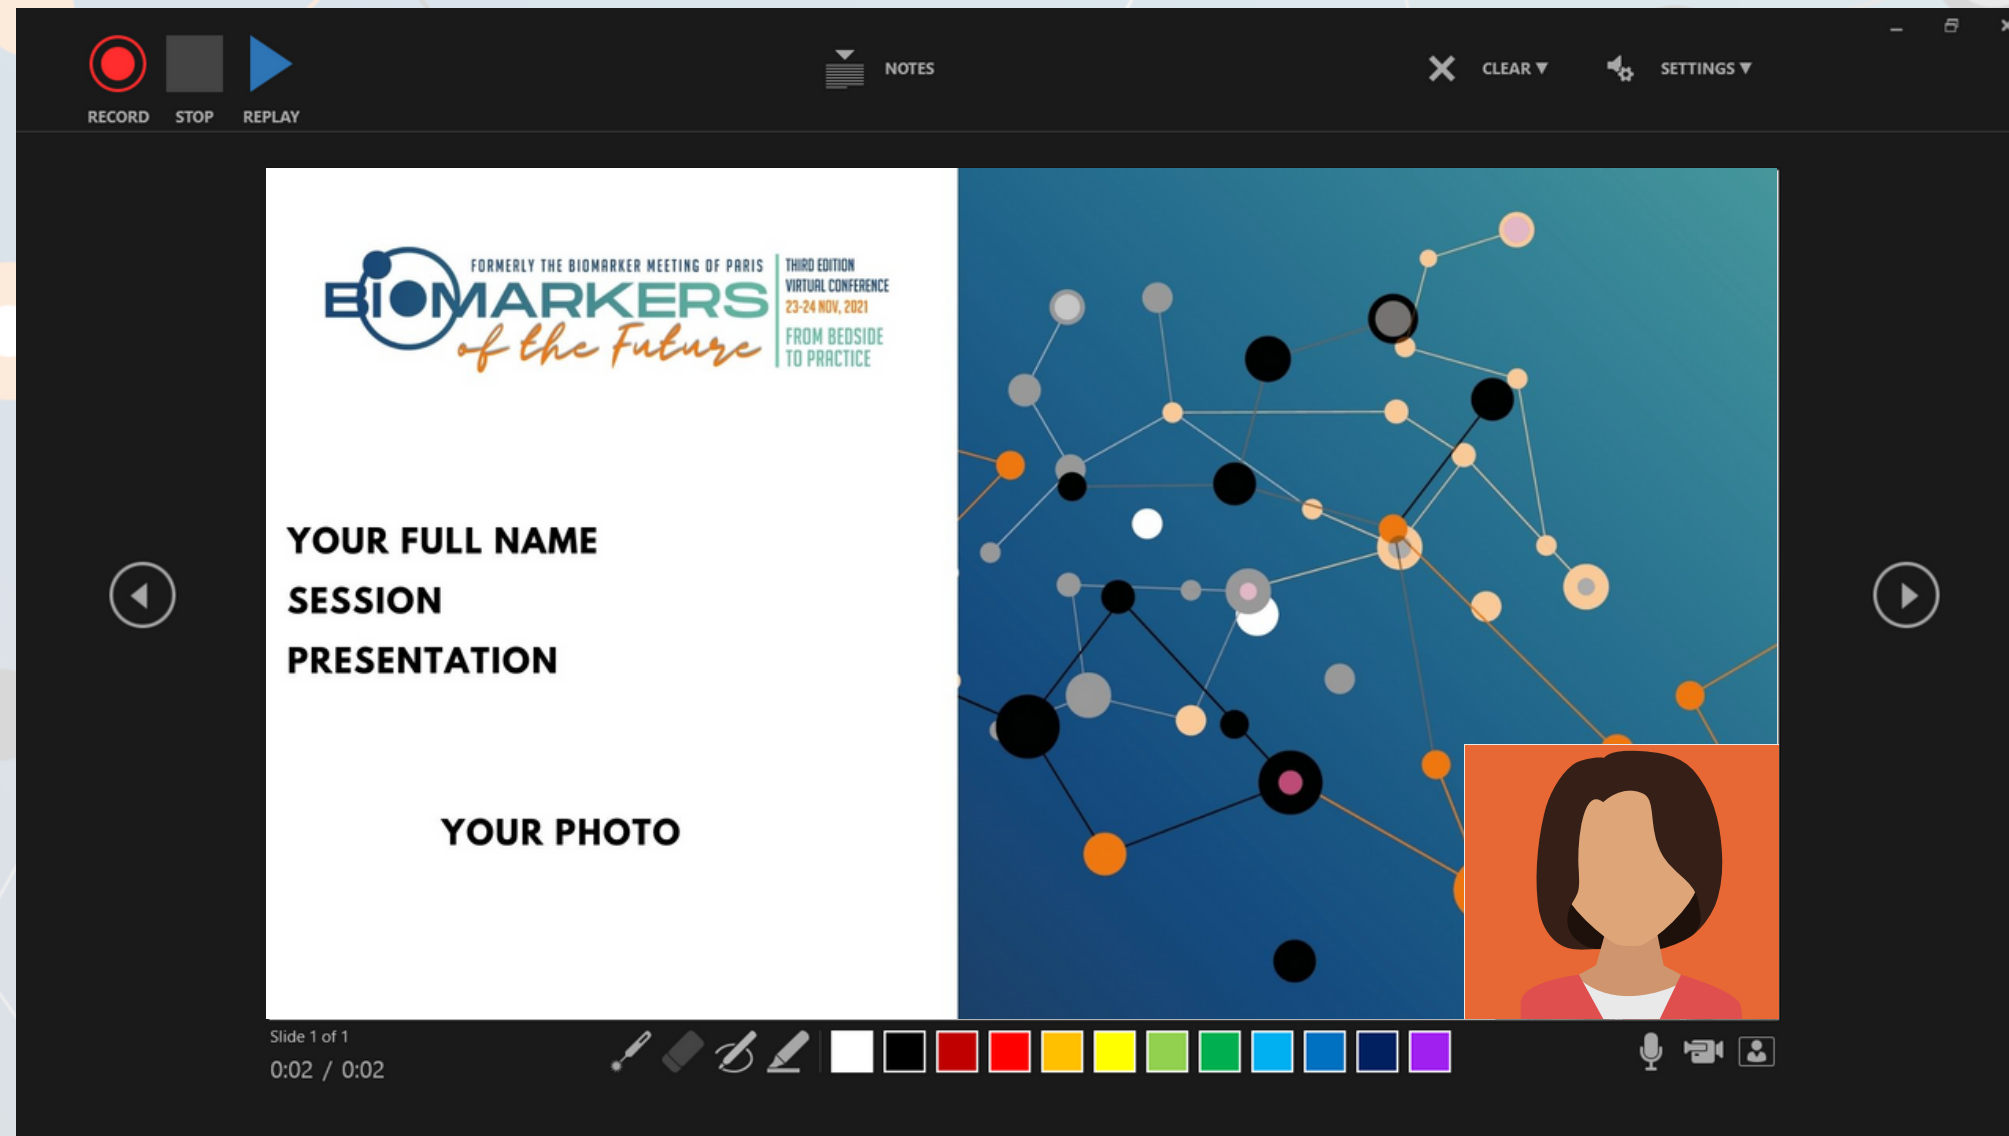 RECORD
STOP
REPLAY
NOTES
CLEAR
SETTINGS
FORMERLY THE BIOMARKER MEETING OF PARIS
BIOMARKERS
of the Future
THIRD EDITION
VIRTUAL CONFERENCE
23-24 NOV, 2021
FROM BEDSIDE
TO PRACTICE
YOUR FULL NAME
SESSION
PRESENTATION
YOUR PHOTO
Slide 1 of 1
0:02 / 0:02